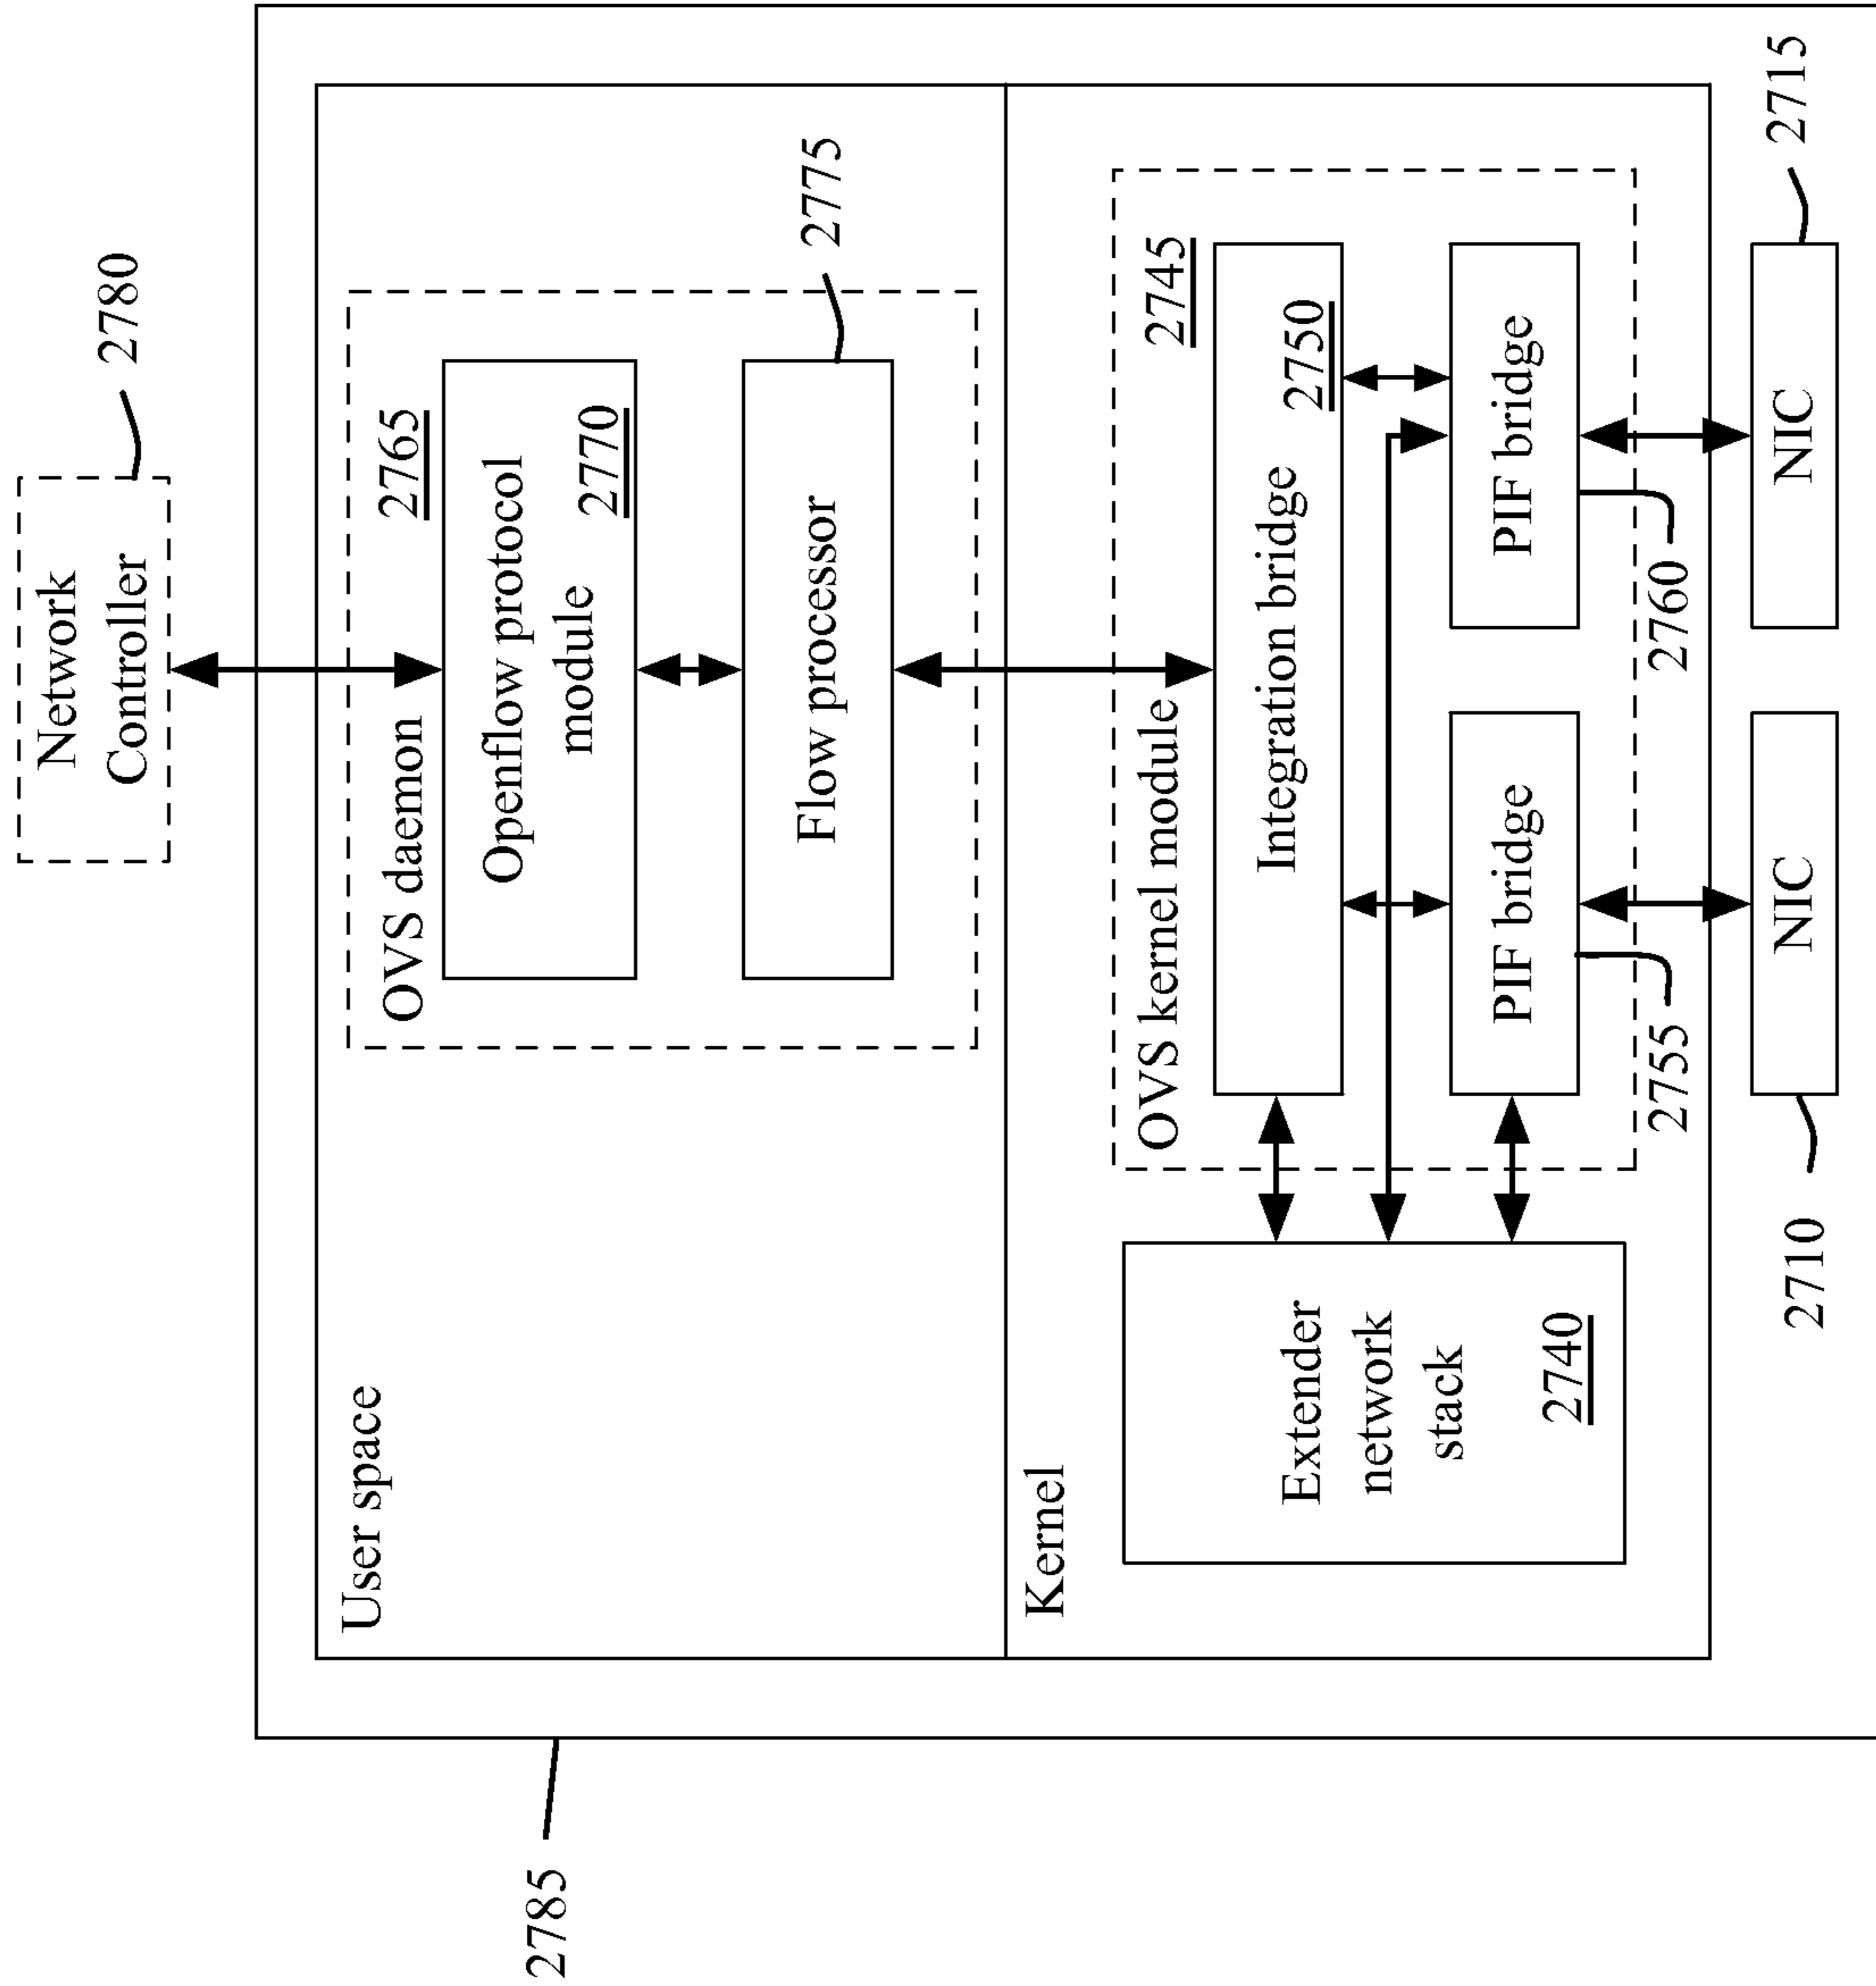 Network
Controller
2780
2785
User space
OVS daemon
2765
Openflow protocol
module
2770
Flow processor
2775
Kernel
Extender
network
stack
2740
OVS kernel module
2745
Integration bridge
2750
PIF bridge
2755
PIF bridge
2760
NIC
2710
NIC
2715